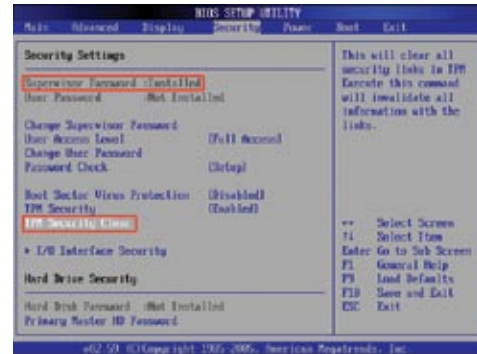 BIOS SETUP UTILITY
Main Advanced Display Security Power Boot Exit
Security Settings
Supervisor Password :Installed
User Password :Not Installed
Change Supervisor Password
User Access Level [Full Access]
Change User Password
Password Check [Setup]
Boot Sector Virus Protection [Disabled]
TPM Security [Enabled]
TPM Security Clear
▸ I/O Interface Security
Hard Drive Security
Hard Disk Password :Not Installed
Primary Master HD Password
This will clear all
security links in TPM
Execute this command
will invalidate all
information with the
links.
↔ Select Screen
↑↓ Select Item
Enter Go to Sub Screen
F1 General Help
F9 Load Defaults
F10 Save and Exit
ESC Exit
v02.59 (C)Copyright 1985-2005, American Megatrends, Inc.